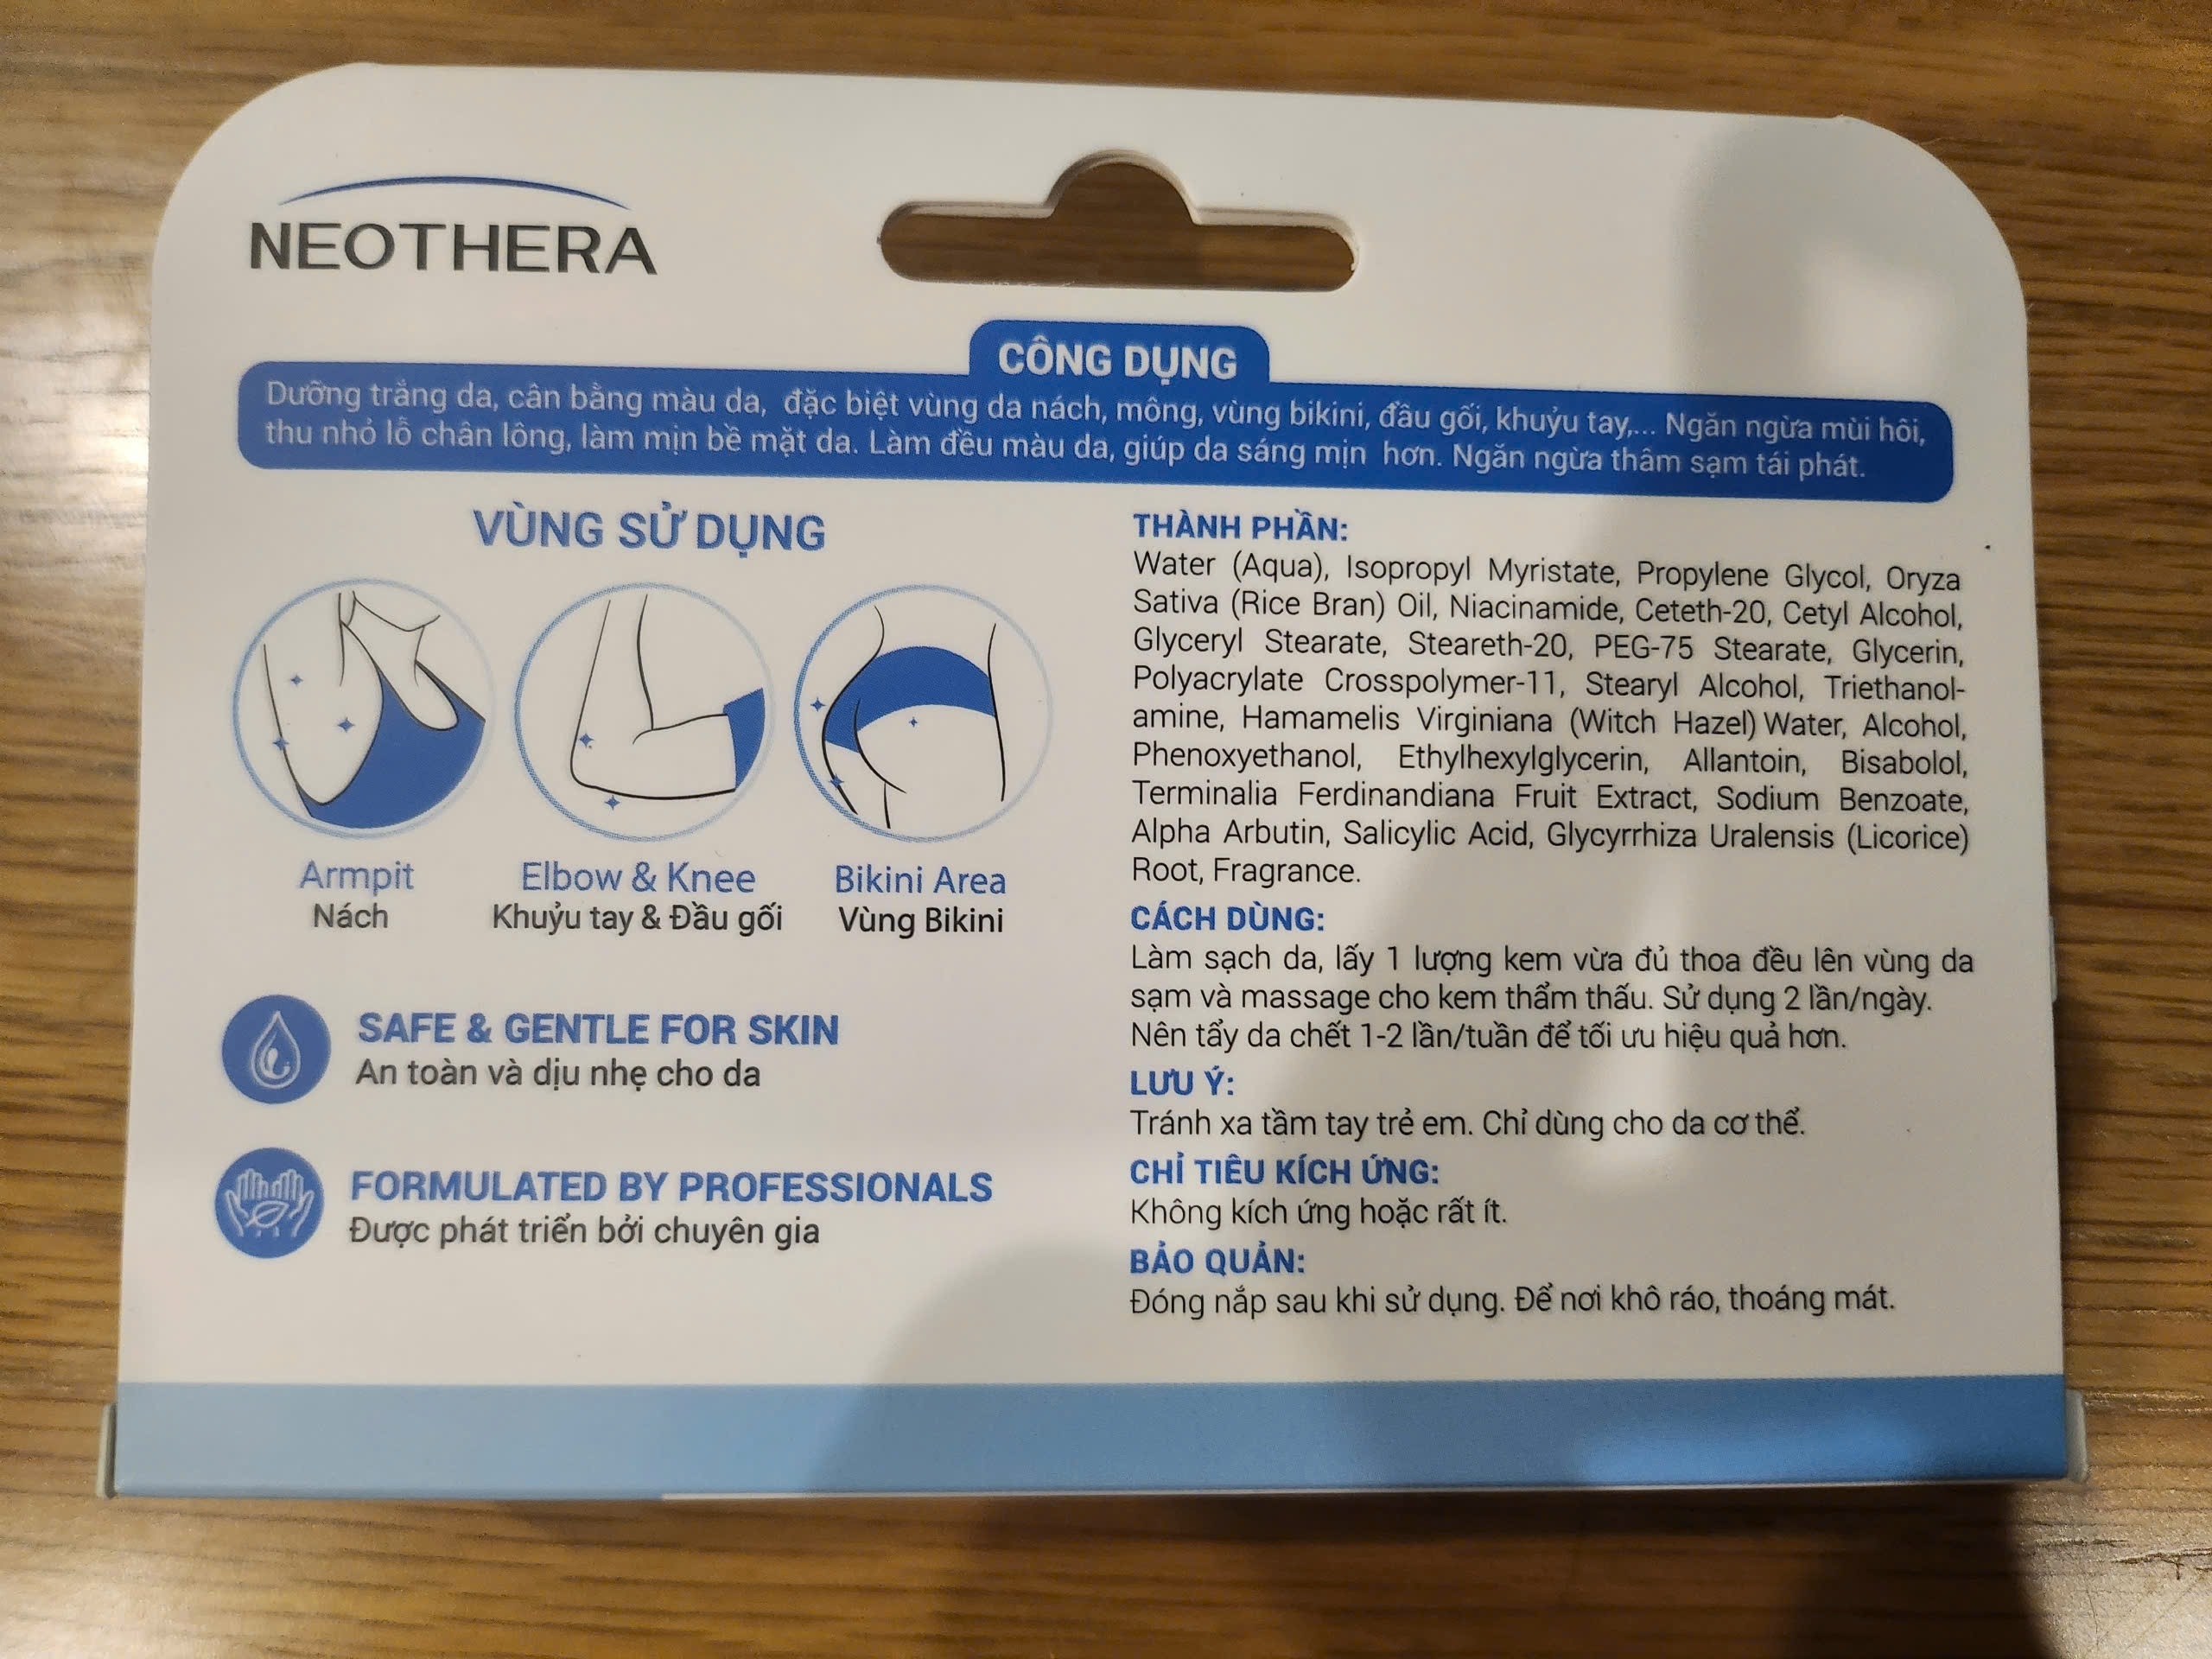 NEOTHERA
CÔNG DỤNG
Dưỡng trắng da, cân bằng màu da, đặc biệt vùng da nách, mông, vùng bikini, đầu gối, khuỷu tay,... Ngăn ngừa mùi hôi,
thu nhỏ lỗ chân lông, làm mịn bề mặt da. Làm đều màu da, giúp da sáng mịn hơn. Ngăn ngừa thâm sạm tái phát.
VÙNG SỬ DỤNG
Armpit
Nách
Elbow & Knee
Khuỷu tay & Đầu gối
Bikini Area
Vùng Bikini
SAFE & GENTLE FOR SKIN
An toàn và dịu nhẹ cho da
FORMULATED BY PROFESSIONALS
Được phát triển bởi chuyên gia
THÀNH PHẦN:
Water (Aqua), Isopropyl Myristate, Propylene Glycol, Oryza
Sativa (Rice Bran) Oil, Niacinamide, Ceteth-20, Cetyl Alcohol,
Glyceryl Stearate, Steareth-20, PEG-75 Stearate, Glycerin,
Polyacrylate Crosspolymer-11, Stearyl Alcohol, Triethanol-
amine, Hamamelis Virginiana (Witch Hazel) Water, Alcohol,
Phenoxyethanol, Ethylhexylglycerin, Allantoin, Bisabolol,
Terminalia Ferdinandiana Fruit Extract, Sodium Benzoate,
Alpha Arbutin, Salicylic Acid, Glycyrrhiza Uralensis (Licorice)
Root, Fragrance.
CÁCH DÙNG:
Làm sạch da, lấy 1 lượng kem vừa đủ thoa đều lên vùng da
sạm và massage cho kem thẩm thấu. Sử dụng 2 lần/ngày.
Nên tẩy da chết 1-2 lần/tuần để tối ưu hiệu quả hơn.
LƯU Ý:
Tránh xa tầm tay trẻ em. Chỉ dùng cho da cơ thể.
CHỈ TIÊU KÍCH ỨNG:
Không kích ứng hoặc rất ít.
BẢO QUẢN:
Đóng nắp sau khi sử dụng. Để nơi khô ráo, thoáng mát.